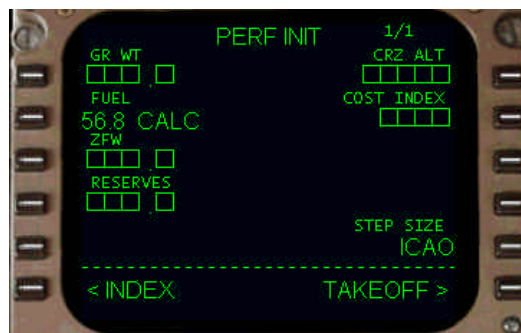 PERF INIT 1/1
GR WT CRZ ALT
□□□.□ □□□□□
FUEL COST INDEX
56.8 CALC □□□□
ZFW
□□□.□
RESERVES
□□□.□
STEP SIZE
ICAO
--------------------------------
< INDEX TAKEOFF >